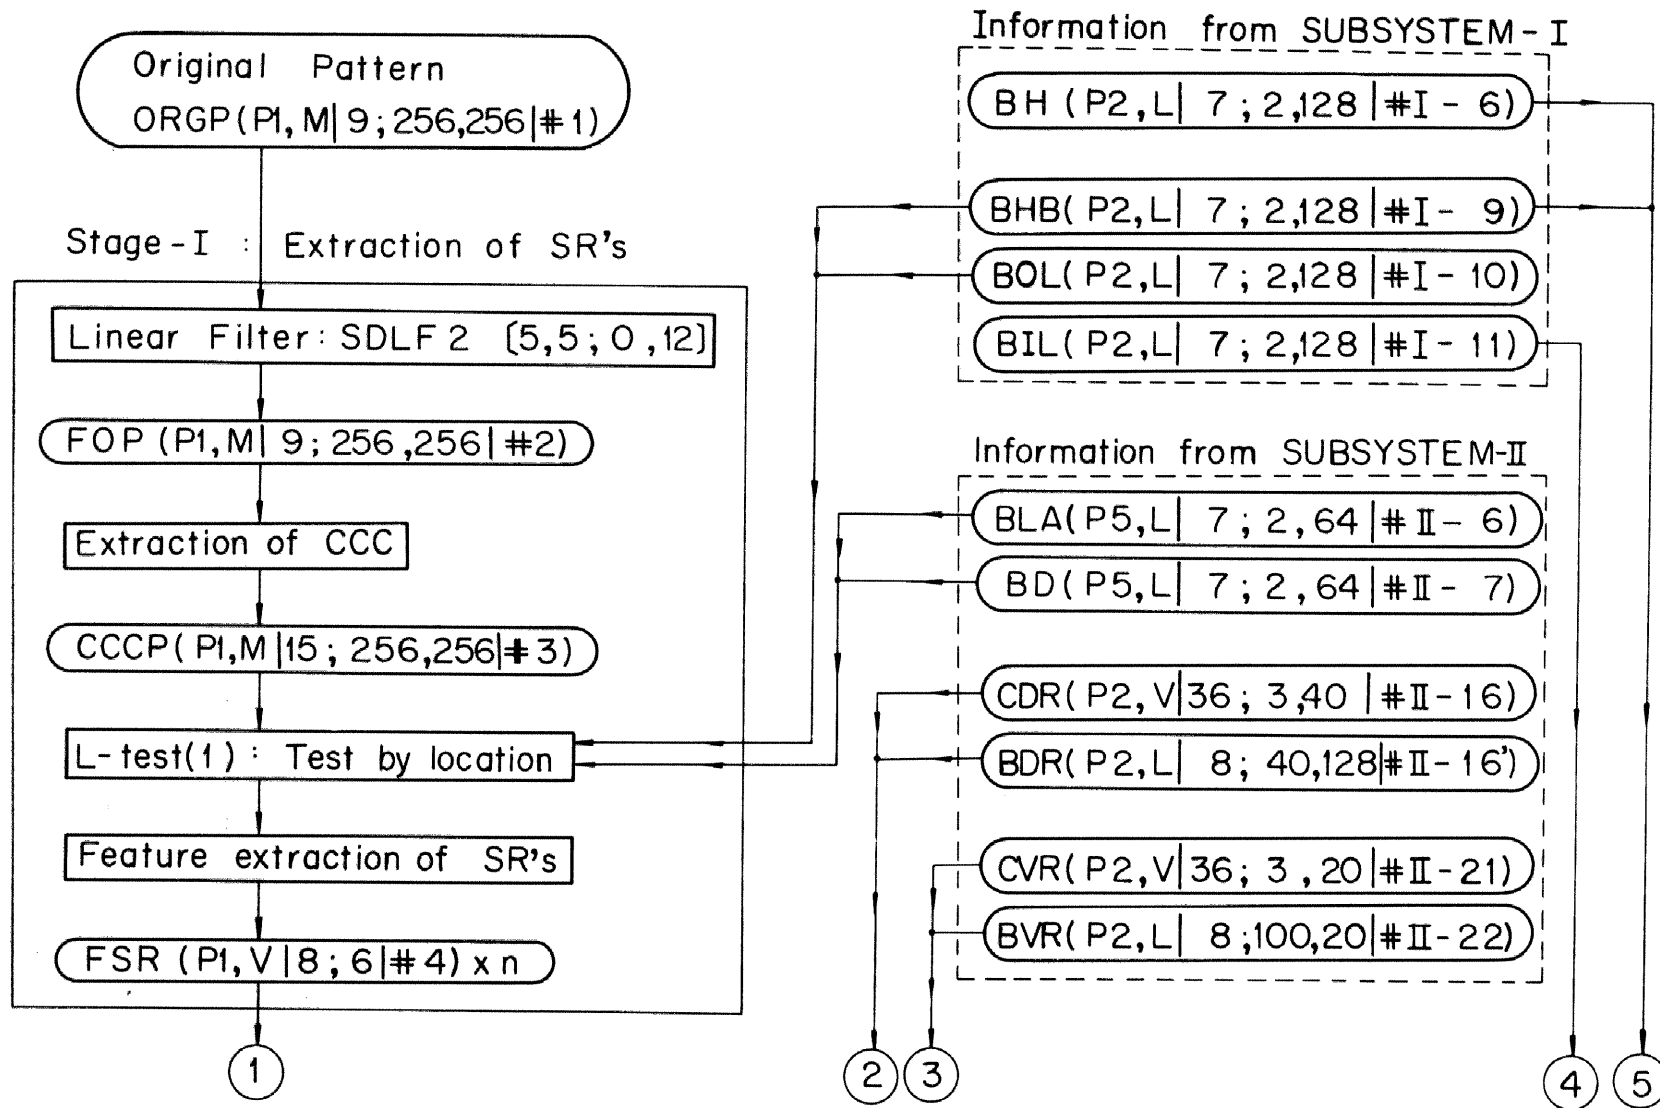 Original Pattern
ORGP(P1,M|9;256,256|#1)
Stage-I : Extraction of SR's
Linear Filter: SDLF2 [5,5;0,12]
FOP (P1,M|9;256,256|#2)
Extraction of CCC
CCCP(P1,M|15;256,256|#3)
L-test(1): Test by location
Feature extraction of SR's
FSR (P1,V|8;6|#4)xn
1
Information from SUBSYSTEM-I
BH (P2,L| 7;2,128|#I-6)
BHB(P2,L| 7;2,128|#I-9)
BOL(P2,L| 7;2,128|#I-10)
BIL(P2,L| 7;2,128|#I-11)
Information from SUBSYSTEM-II
BLA(P5,L| 7;2,64|#II-6)
BD(P5,L| 7;2,64|#II-7)
CDR(P2,V|36;3,40|#II-16)
BDR(P2,L| 8;40,128|#II-16')
CVR(P2,V|36;3,20|#II-21)
BVR(P2,L| 8;100,20|#II-22)
2
3
4
5